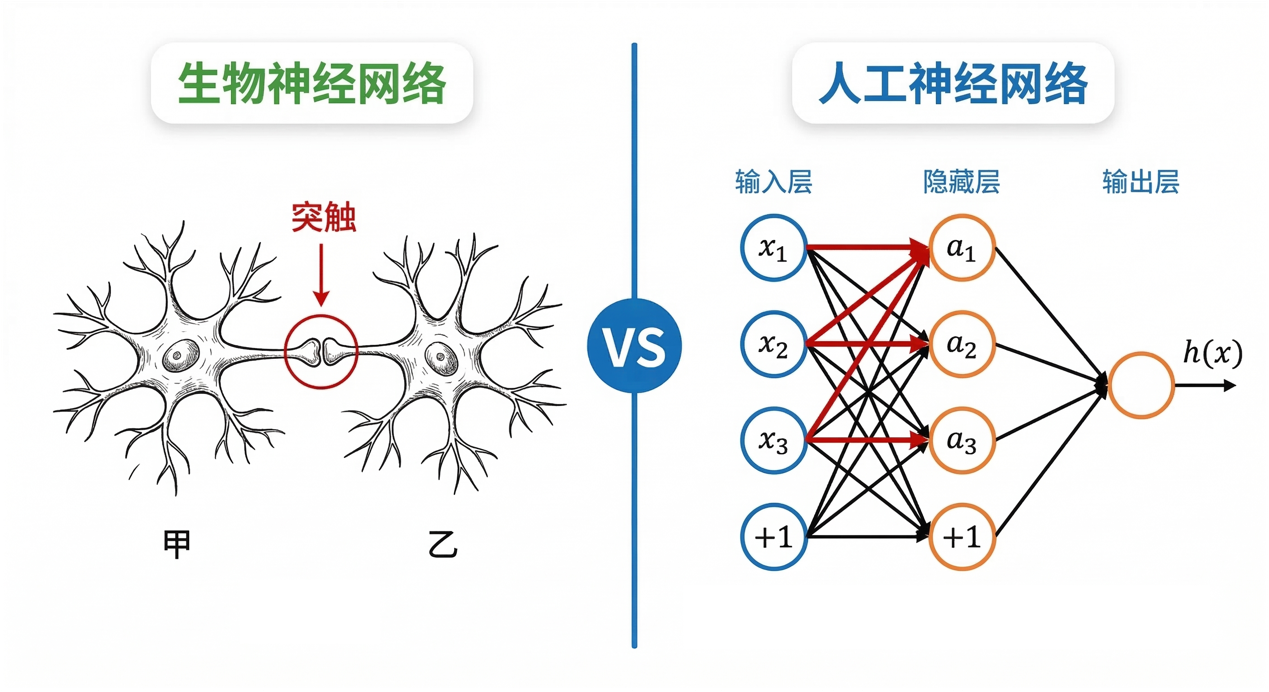 生物神经网络
突触
甲
乙
VS
人工神经网络
输入层
隐藏层
输出层
x₁
a₁
x₂
a₂
h(x)
x₃
a₃
+1
+1